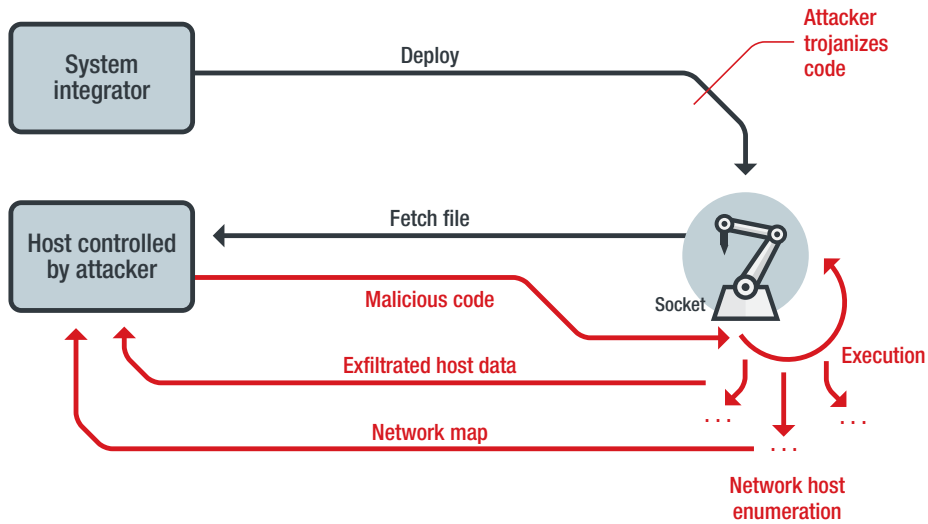 Attacker
trojanizes
code
System
integrator
Deploy
Fetch file
Host controlled
by attacker
Malicious code
Socket
Execution
Exfiltrated host data
. . .
. . .
Network map
. . .
Network host
enumeration